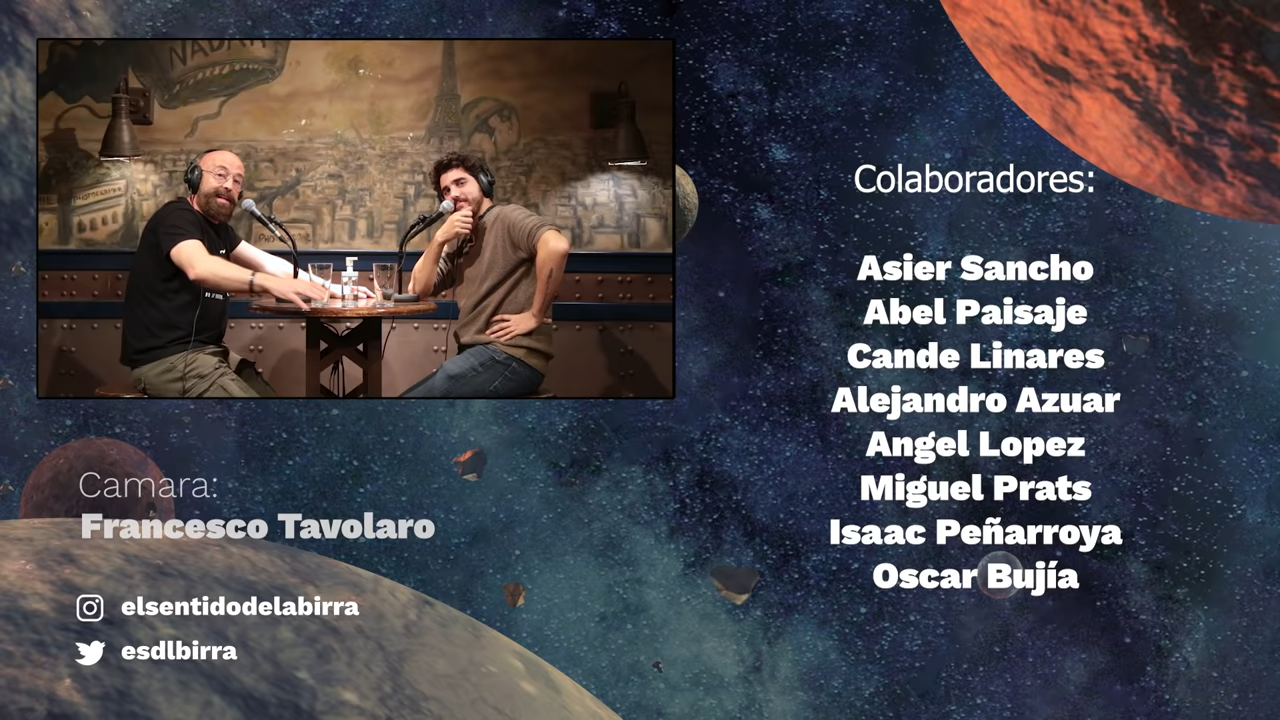 NADAR
Camara:
Francesco Tavolaro
elsentidodelabirra
esdlbirra
Colaboradores:
Asier Sancho
Abel Paisaje
Cande Linares
Alejandro Azuar
Angel Lopez
Miguel Prats
Isaac Peñarroya
Oscar Bujía